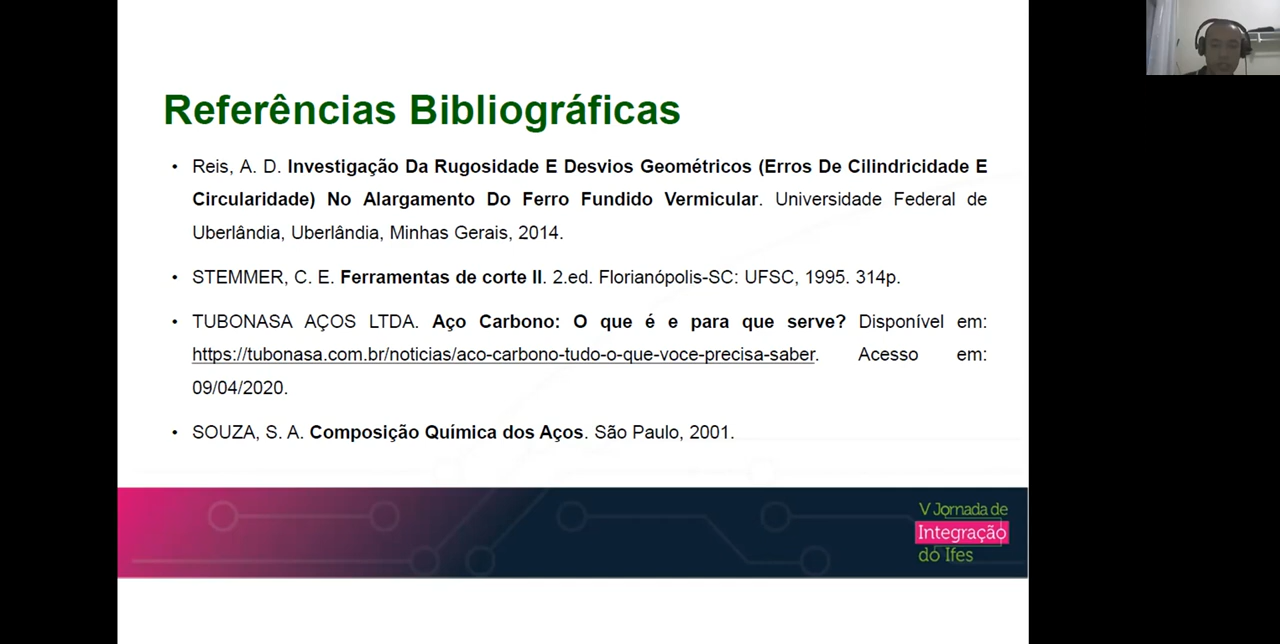 Referências Bibliográficas
• Reis, A. D. Investigação Da Rugosidade E Desvios Geométricos (Erros De Cilindricidade E
Circularidade) No Alargamento Do Ferro Fundido Vermicular. Universidade Federal de
Uberlândia, Uberlândia, Minhas Gerais, 2014.
• STEMMER, C. E. Ferramentas de corte II. 2.ed. Florianópolis-SC: UFSC, 1995. 314p.
• TUBONASA AÇOS LTDA. Aço Carbono: O que é e para que serve? Disponível em:
https://tubonasa.com.br/noticias/aco-carbono-tudo-o-que-voce-precisa-saber. Acesso em:
09/04/2020.
• SOUZA, S. A. Composição Química dos Aços. São Paulo, 2001.
V Jornada de
Integração
do Ifes